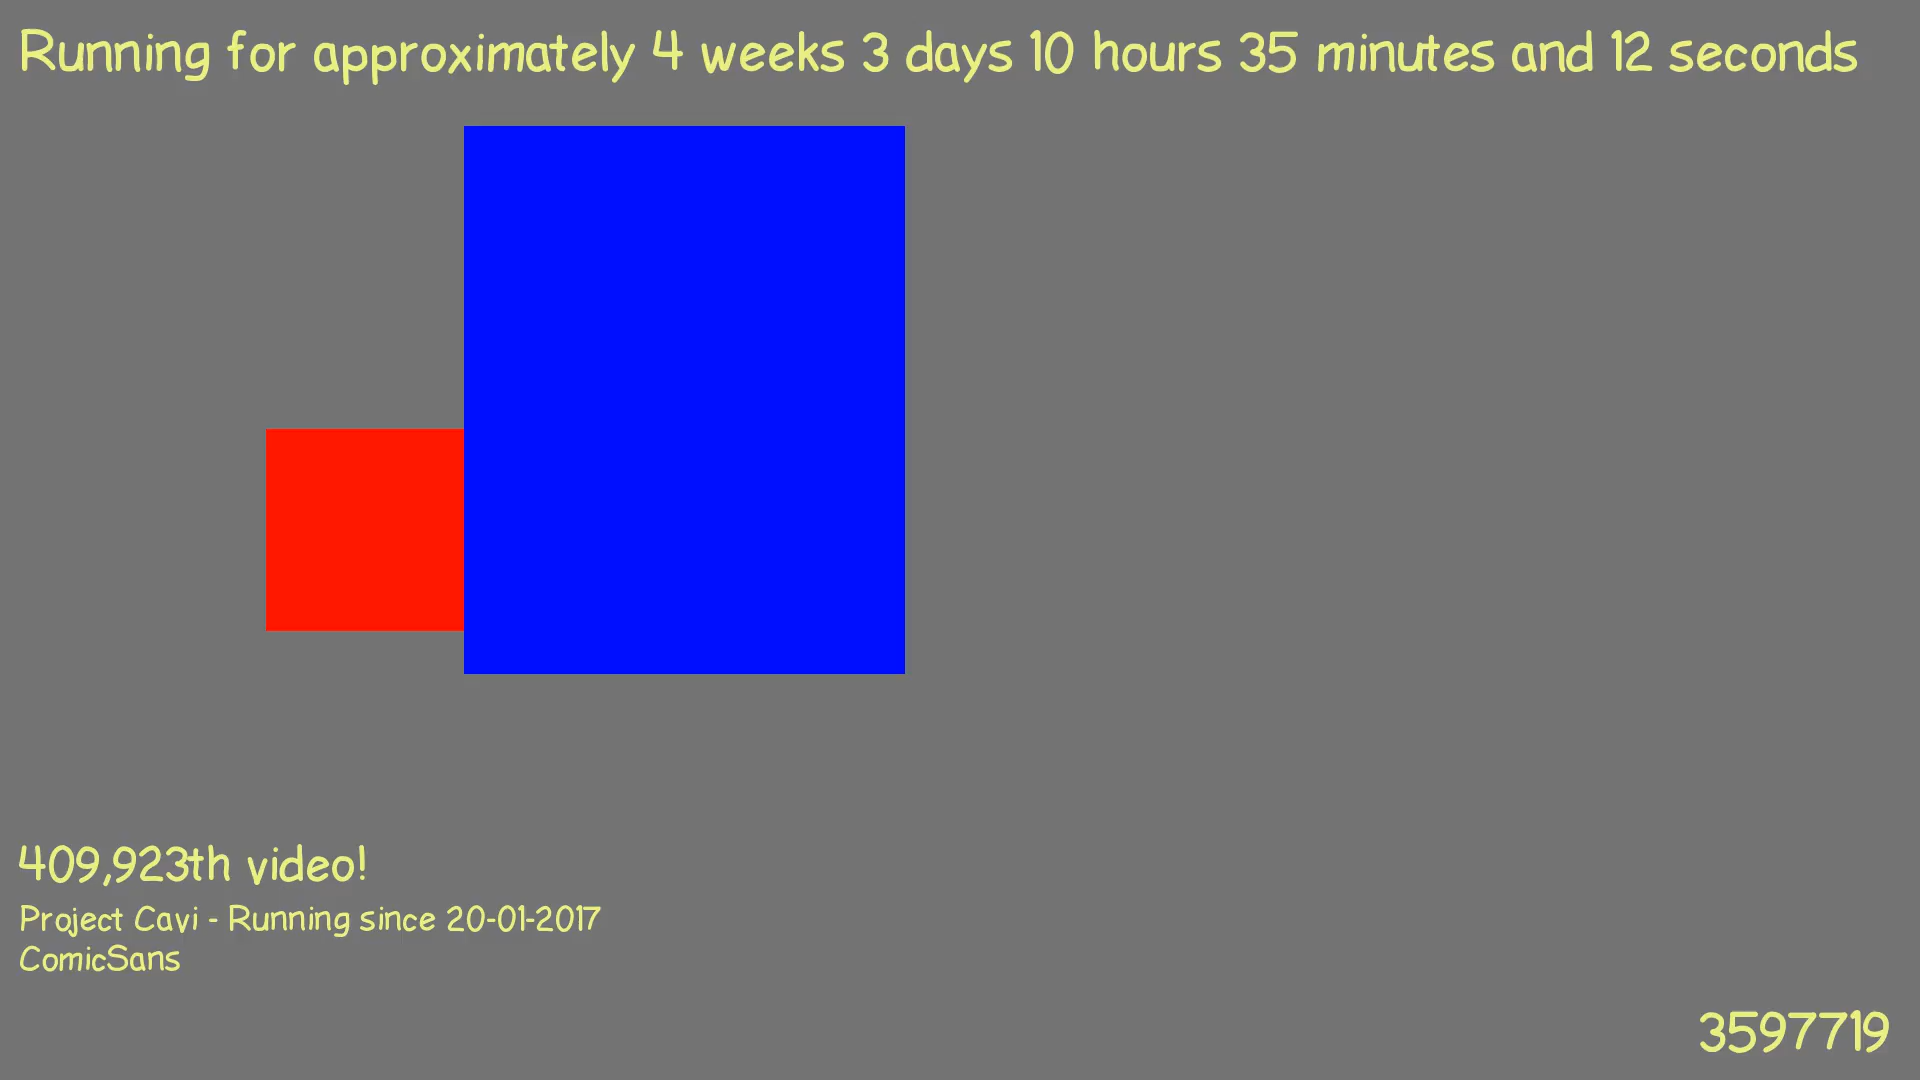 Running for approximately 4 weeks 3 days 10 hours 35 minutes and 12 seconds
409,923th video!
Project Cavi - Running since 20-01-2017
ComicSans
3597719